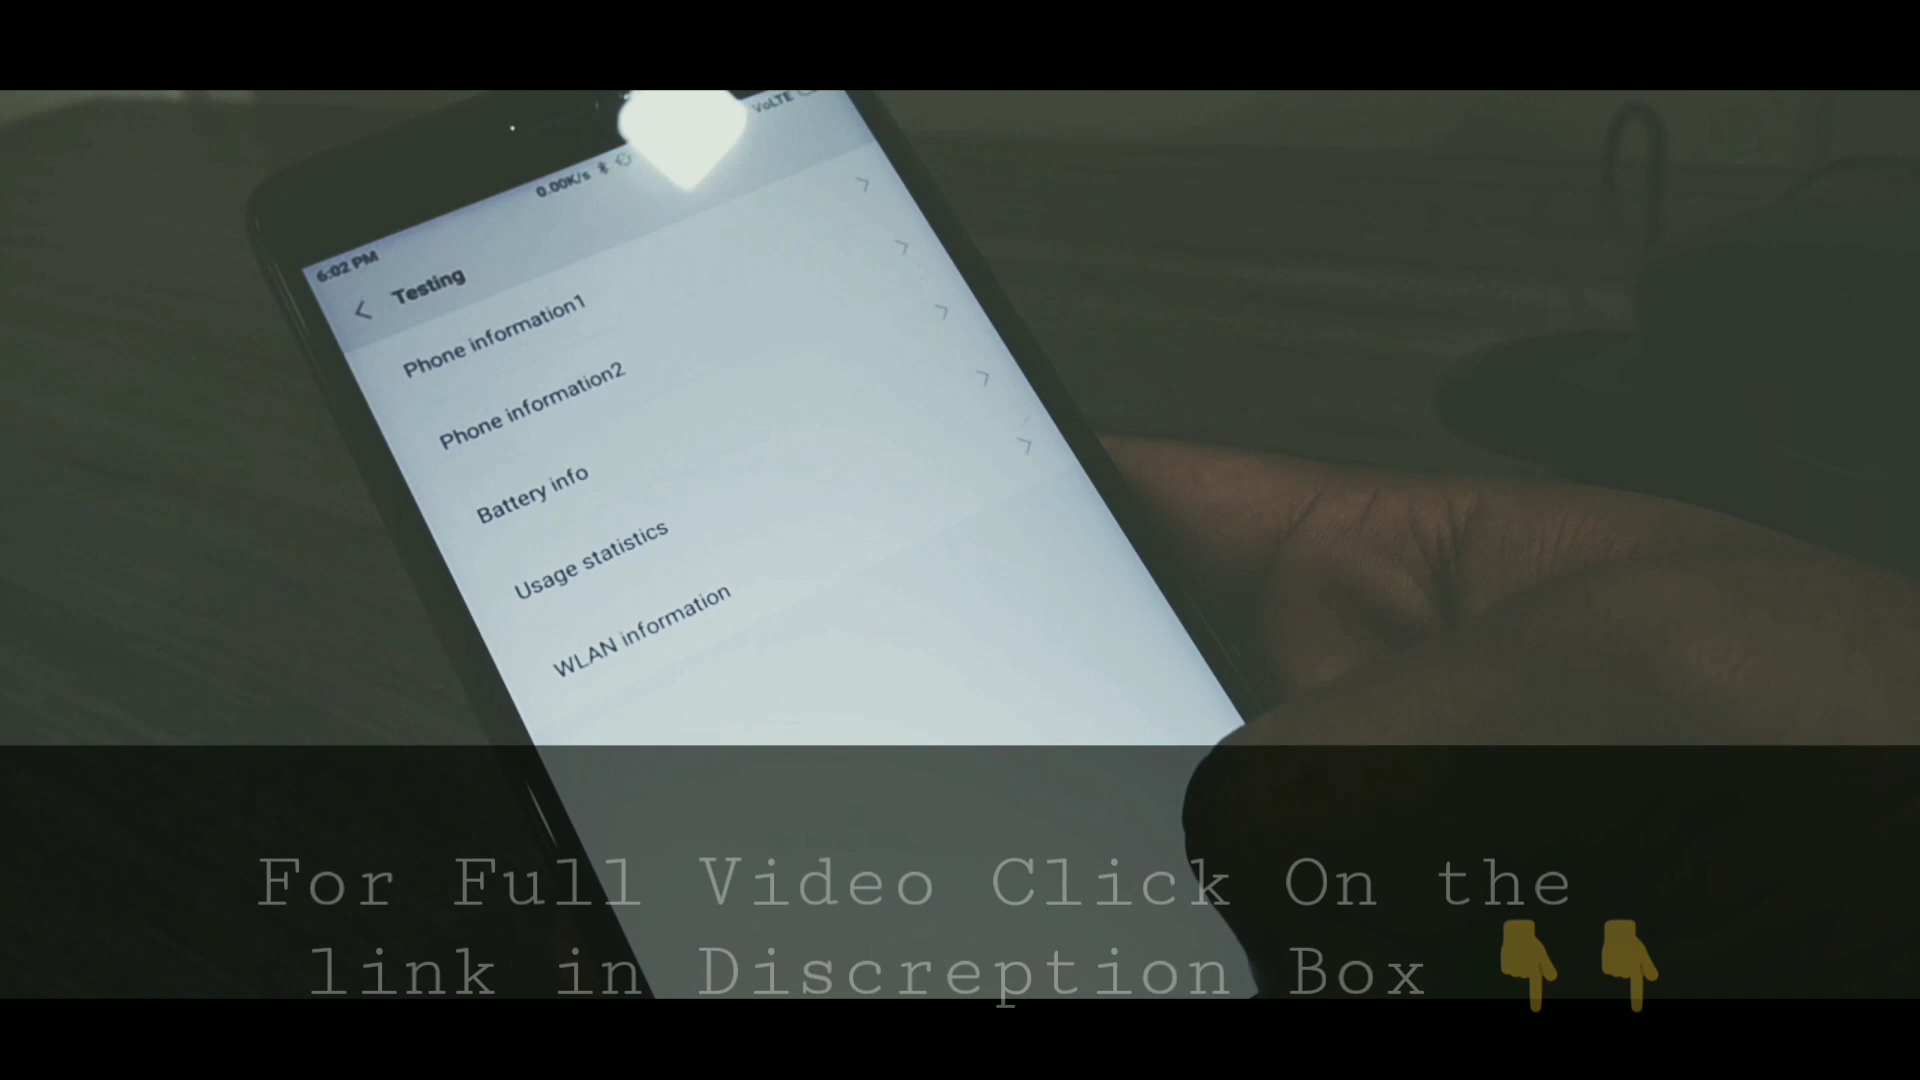 VoLTE
0.00K/s
6:02 PM
Testing
Phone information1
Phone information2
Battery info
Usage statistics
WLAN information
For Full Video Click On the
link in Discreption Box 👇 👇